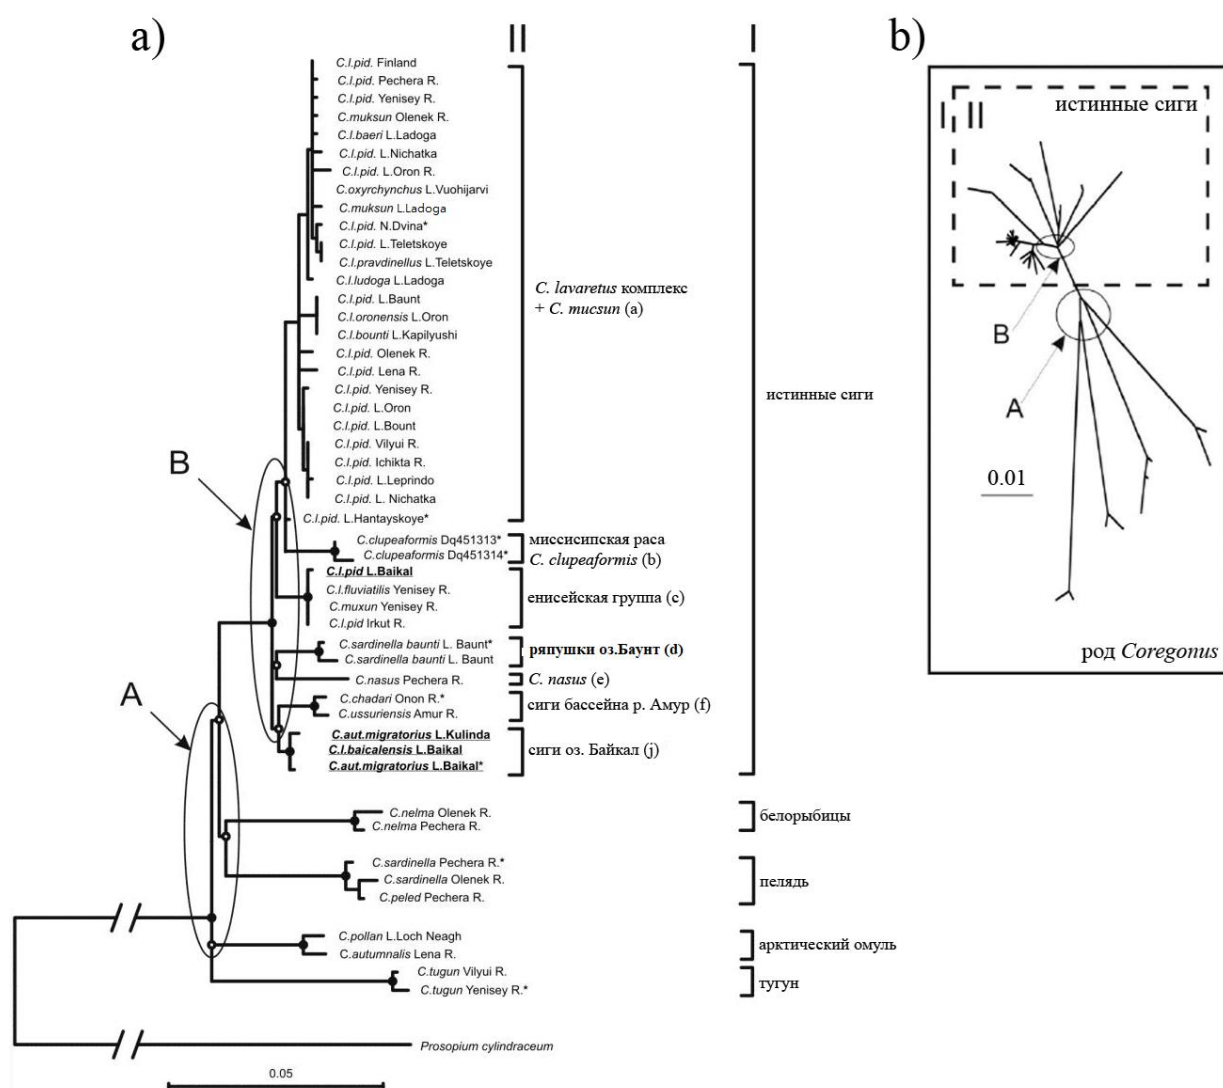 a)
II
I
b)
C.l.pid. Finland
C.l.pid. Pechera R.
C.l.pid. Yenisey R.
C.muksun Olenek R.
C.l.baeri L.Ladoga
C.l.pid. L.Nichatka
C.l.pid. L.Oron R.
C.oxyrchynchus L.Vuohijarvi
C.muksun L.Ladoga
C.l.pid. N.Dvina*
C.l.pid. L.Teletskoye
C.l.pravdinellus L.Teletskoye
C.l.ludoga L.Ladoga
C.l.pid. L.Baunt
C.l.oronensis L.Oron
C.l.bounti L.Kapilyushi
C.l.pid. Olenek R.
C.l.pid. Lena R.
C.l.pid. Yenisey R.
C.l.pid. L.Oron
C.l.pid. L.Bount
C.l.pid. Vilyui R.
C.l.pid. Ichikta R.
C.l.pid. L.Leprindo
C.l.pid. L. Nichatka
C.l.pid. L.Hantayskoye*
C.clupeaformis Dq451313*
C.clupeaformis Dq451314*
C.l.pid L.Baikal
C.l.fluviatilis Yenisey R.
C.muxun Yenisey R.
C.l.pid Irkut R.
C.sardinella baunti L. Baunt*
C.sardinella baunti L. Baunt
C.nasus Pechera R.
C.chadari Onon R.*
C.ussuriensis Amur R.
C.aut.migratorius L.Kulinda
C.l.baicalensis L.Baikal
C.aut.migratorius L.Baikal*
C.nelma Olenek R.
C.nelma Pechera R.
C.sardinella Pechera R.*
C.sardinella Olenek R.
C.peled Pechera R.
C.pollan L.Loch Neagh
C.autumnalis Lena R.
C.tugun Vilyui R.
C.tugun Yenisey R.*
Prosopium cylindraceum
0.05
B
A
C. lavaretus комплекс
+ C. mucsun (a)
миссисипская раса
C. clupeaformis (b)
енисейская группа (c)
ряпушки оз.Баунт (d)
C. nasus (e)
сиги бассейна р. Амур (f)
сиги оз. Байкал (j)
истинные сиги
белорыбицы
пелядь
арктический омуль
тугун
I
II
истинные сиги
B
A
0.01
род Coregonus